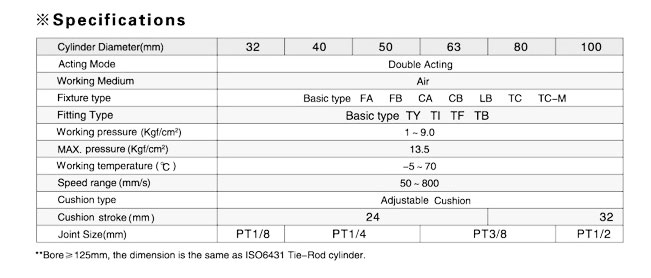 ※Specifications
Cylinder Diameter(mm) 32 40 50 63 80 100
Acting Mode Double Acting
Working Medium Air
Fixture type Basic type FA FB CA CB LB TC TC-M
Fitting Type Basic type TY TI TF TB
Working pressure (Kgf/cm²) 1~9.0
MAX. pressure (Kgf/cm²) 13.5
Working temperature (℃) -5~70
Speed range (mm/s) 50~800
Cushion type Adjustable Cushion
Cushion stroke (mm) 24 32
Joint Size(mm) PT1/8 PT1/4 PT3/8 PT1/2
**Bore≥125mm, the dimension is the same as ISO6431 Tie-Rod cylinder.